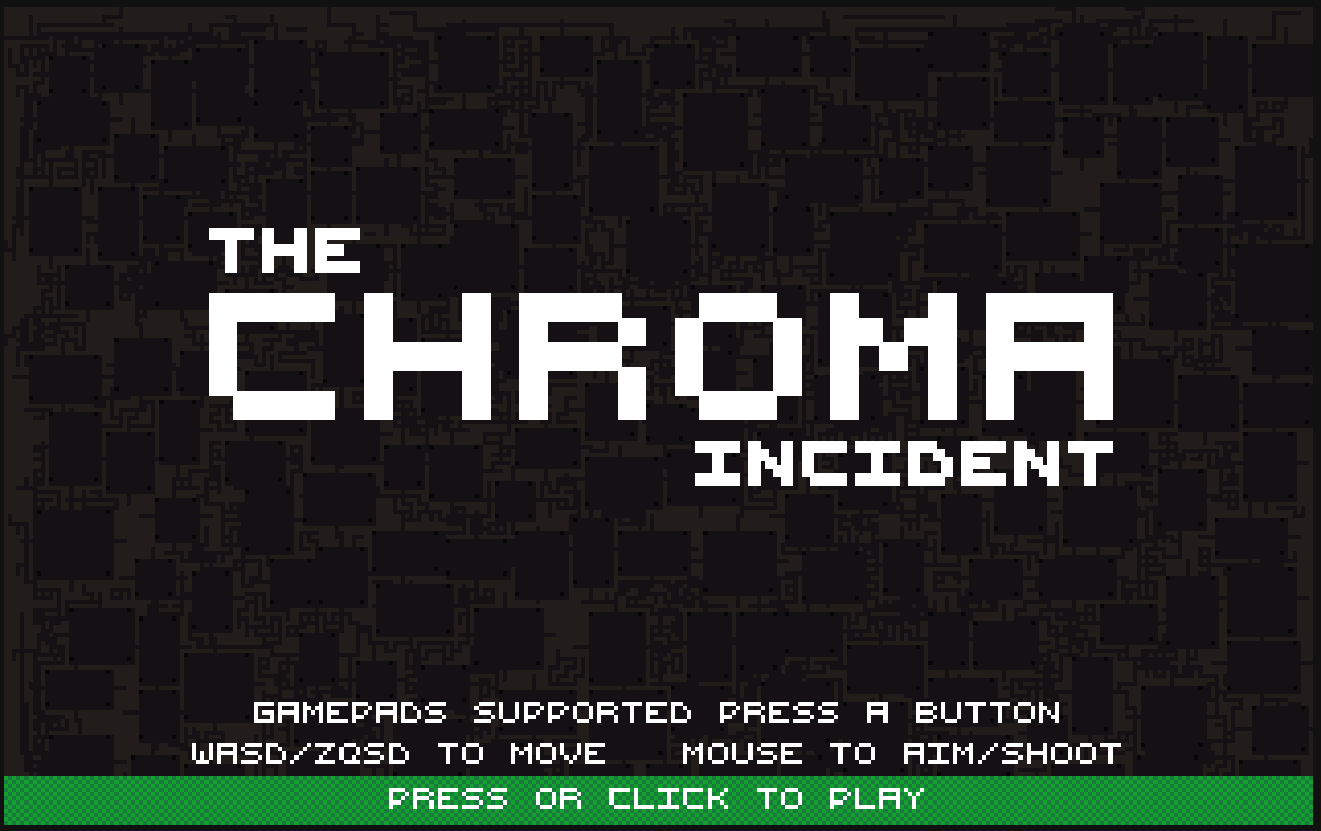 THE
CHROMA
INCIDENT
GAMEPADS SUPPORTED PRESS A BUTTON
WASD/ZQSD TO MOVE MOUSE TO AIM/SHOOT
PRESS OR CLICK TO PLAY